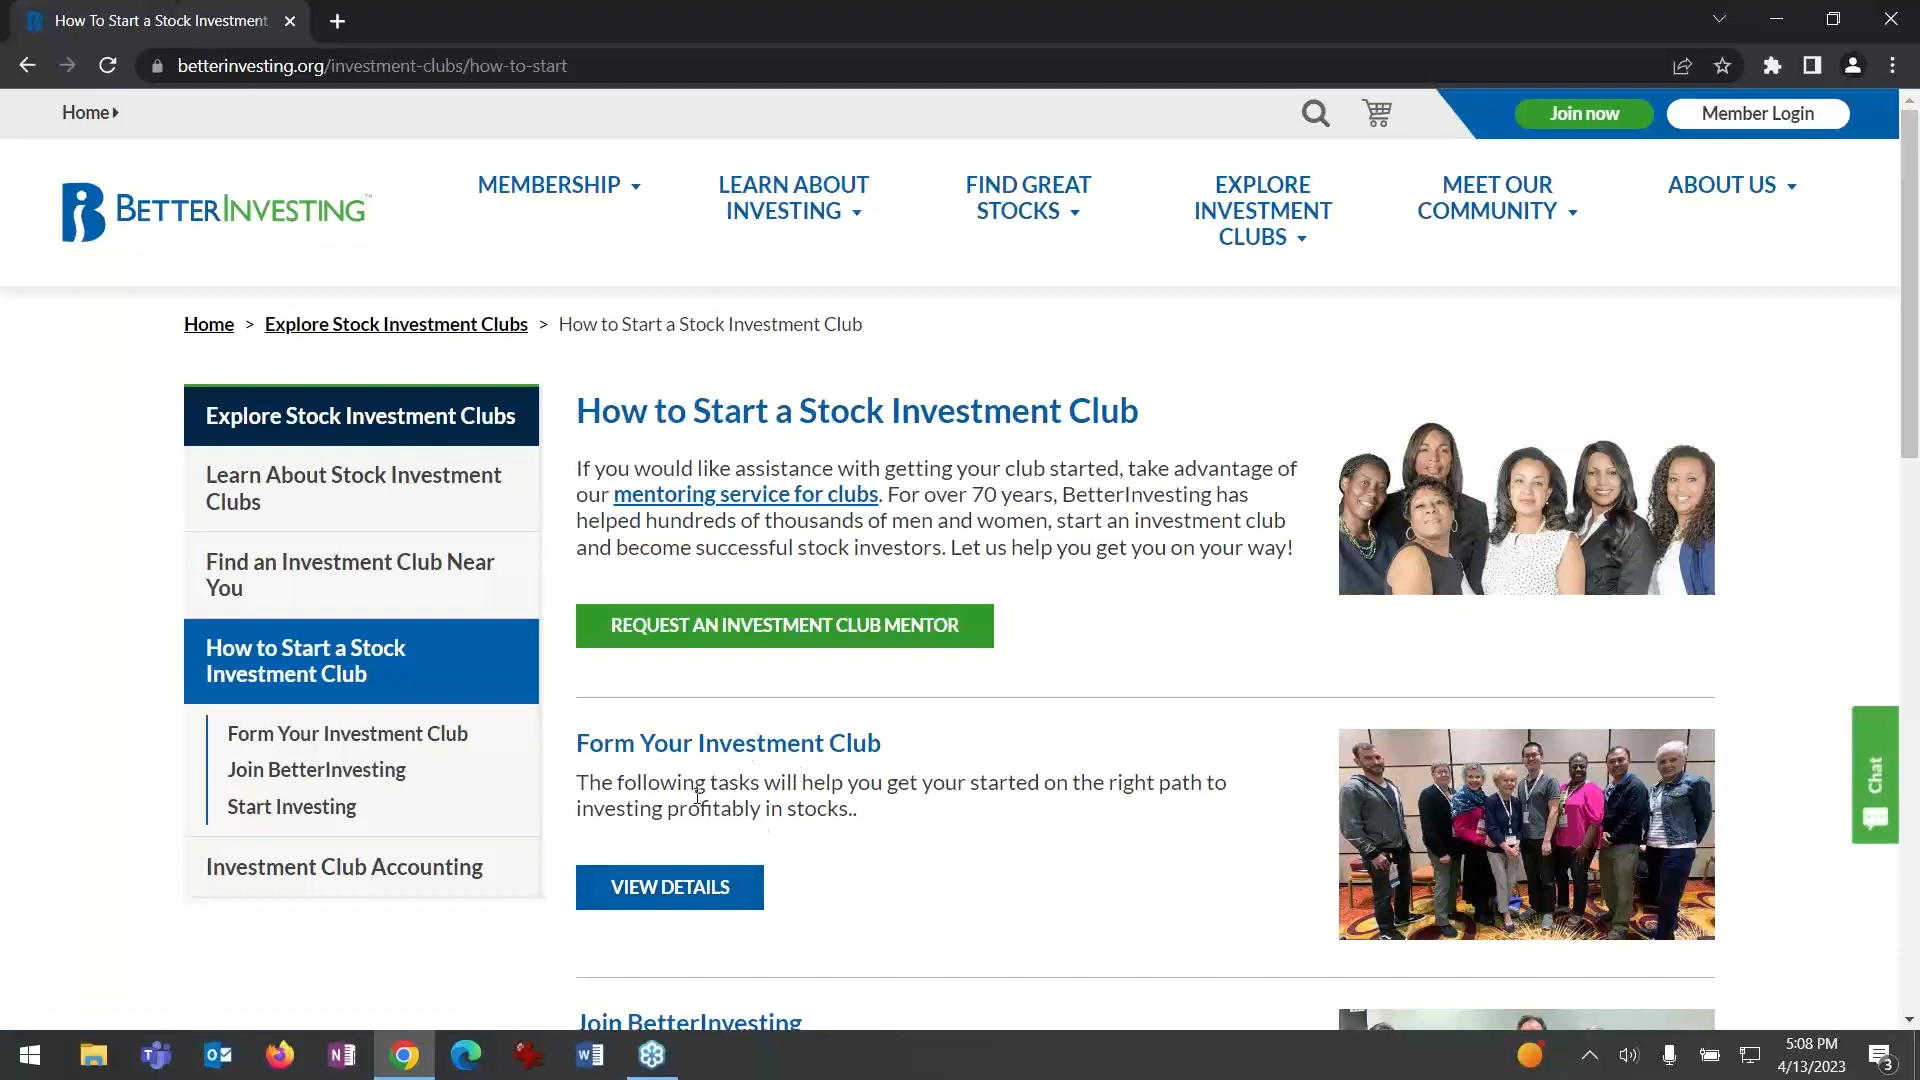 How To Start a Stock Investment
betterinvesting.org/investment-clubs/how-to-start
Home
Join now
Member Login
BETTERINVESTING™
MEMBERSHIP
LEARN ABOUT
INVESTING
FIND GREAT
STOCKS
EXPLORE
INVESTMENT
CLUBS
MEET OUR
COMMUNITY
ABOUT US
Home > Explore Stock Investment Clubs > How to Start a Stock Investment Club
Explore Stock Investment Clubs
Learn About Stock Investment
Clubs
Find an Investment Club Near
You
How to Start a Stock
Investment Club
Form Your Investment Club
Join BetterInvesting
Start Investing
Investment Club Accounting
How to Start a Stock Investment Club
If you would like assistance with getting your club started, take advantage of
our mentoring service for clubs. For over 70 years, BetterInvesting has
helped hundreds of thousands of men and women, start an investment club
and become successful stock investors. Let us help you get you on your way!
REQUEST AN INVESTMENT CLUB MENTOR
Form Your Investment Club
The following tasks will help you get your started on the right path to
investing profitably in stocks..
VIEW DETAILS
Join BetterInvesting
Chat
5:08 PM
4/13/2023
3